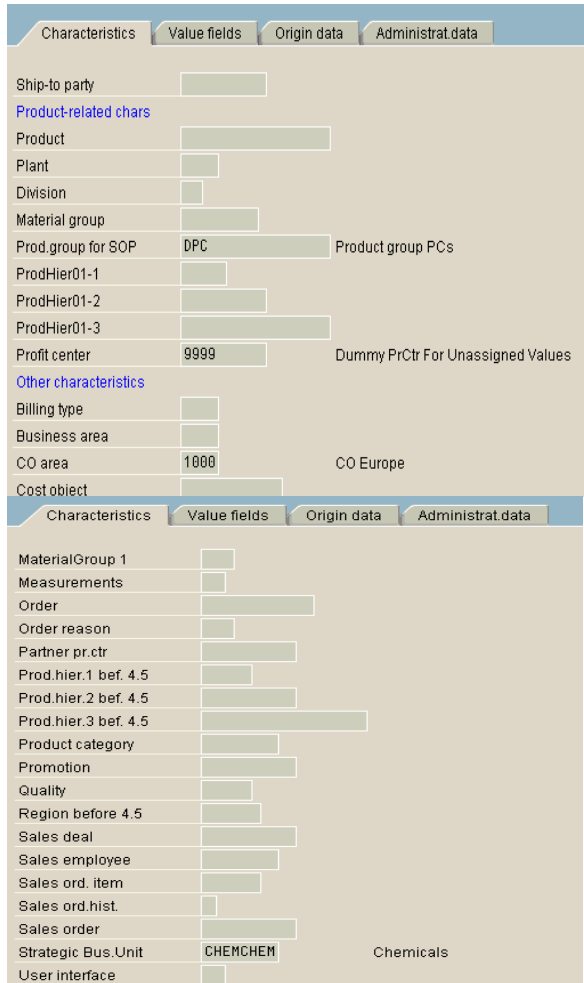 Characteristics Value fields Origin data Administrat.data
Ship-to party
Product-related chars
Product
Plant
Division
Material group
Prod.group for SOP DPC Product group PCs
ProdHier01-1
ProdHier01-2
ProdHier01-3
Profit center 9999 Dummy PrCtr For Unassigned Values
Other characteristics
Billing type
Business area
CO area 1000 CO Europe
Cost object
Characteristics Value fields Origin data Administrat.data
MaterialGroup 1
Measurements
Order
Order reason
Partner pr.ctr
Prod.hier.1 bef. 4.5
Prod.hier.2 bef. 4.5
Prod.hier.3 bef. 4.5
Product category
Promotion
Quality
Region before 4.5
Sales deal
Sales employee
Sales ord. item
Sales ord.hist.
Sales order
Strategic Bus.Unit CHEMCHEM Chemicals
User interface